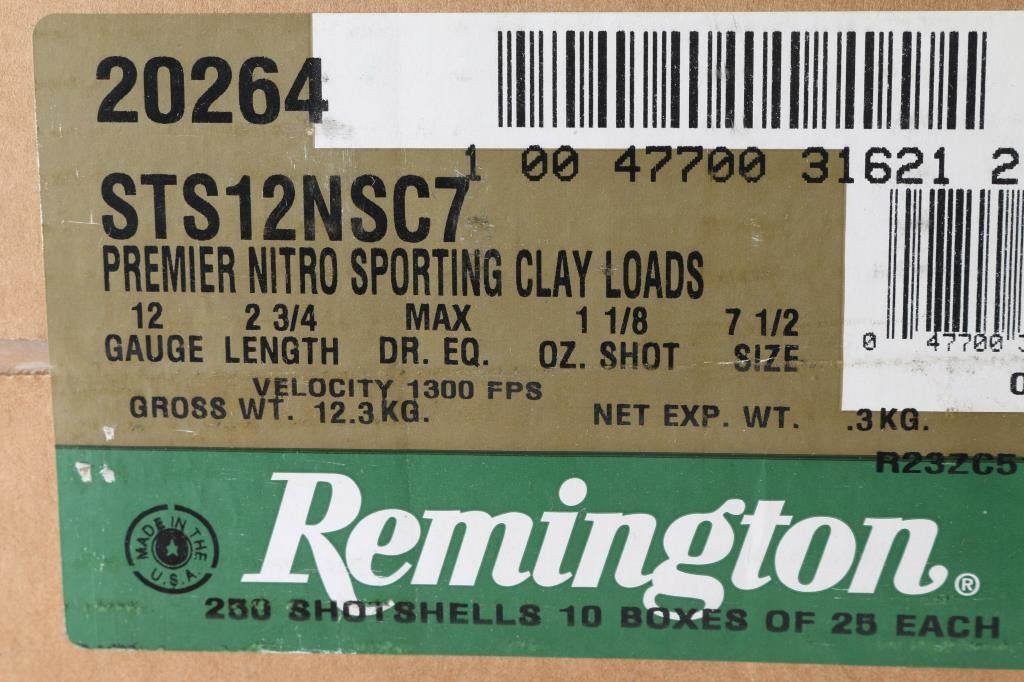 20264
1 00 47700 31621 2
STS12NSC7
PREMIER NITRO SPORTING CLAY LOADS
12 2 3/4 MAX 1 1/8 7 1/2
GAUGE LENGTH DR. EQ. OZ. SHOT SIZE
0 47700
VELOCITY 1300 FPS
GROSS WT. 12.3KG. NET EXP. WT. .3KG.
R23ZC5
Remington®
MADE IN THE U.S.A.
250 SHOTSHELLS 10 BOXES OF 25 EACH